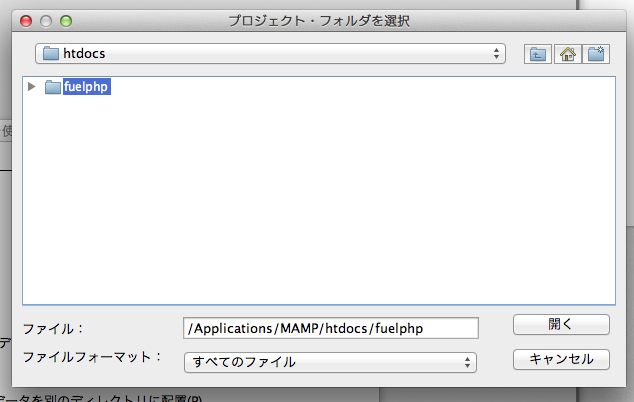 プロジェクト・フォルダを選択
htdocs
使
fuelphp
ファイル：
/Applications/MAMP/htdocs/fuelphp
開く
デ
ファイルフォーマット：
すべてのファイル
キャンセル
データを別のディレクトリに配置(P)